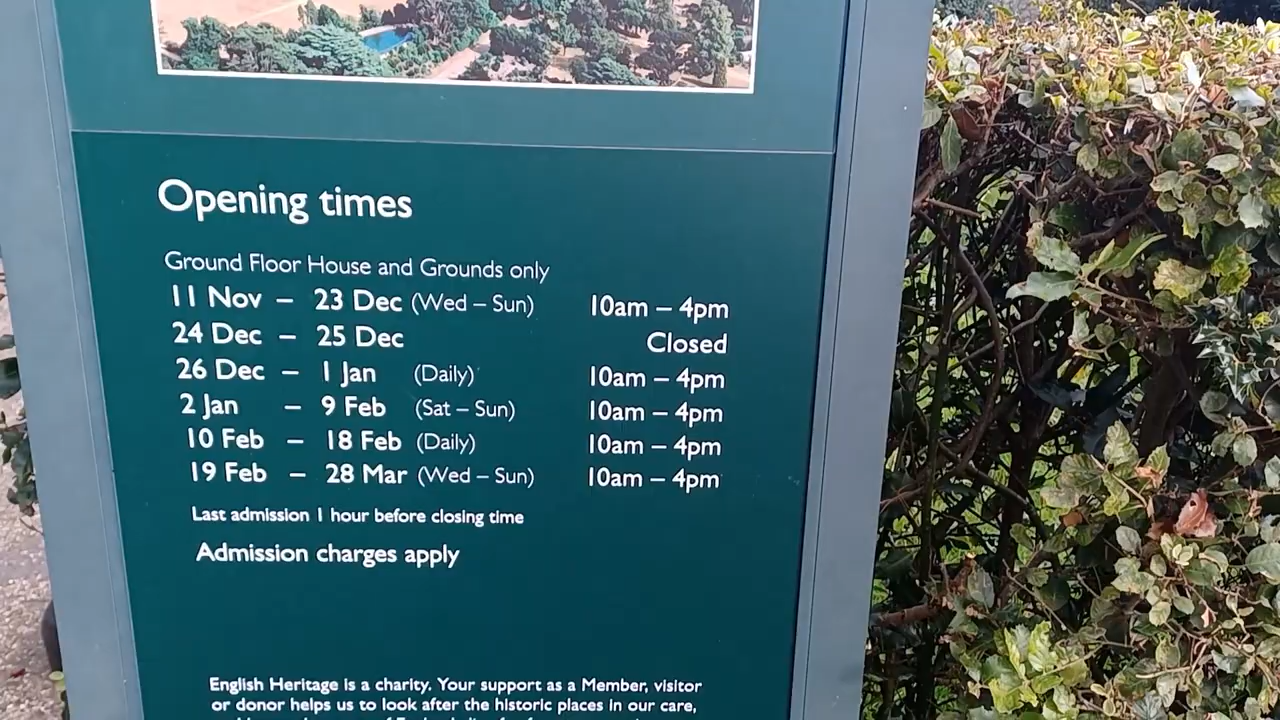 Opening times
Ground Floor House and Grounds only
11 Nov – 23 Dec (Wed – Sun) 10am – 4pm
24 Dec – 25 Dec Closed
26 Dec – 1 Jan (Daily) 10am – 4pm
2 Jan – 9 Feb (Sat – Sun) 10am – 4pm
10 Feb – 18 Feb (Daily) 10am – 4pm
19 Feb – 28 Mar (Wed – Sun) 10am – 4pm
Last admission 1 hour before closing time
Admission charges apply
English Heritage is a charity. Your support as a Member, visitor
or donor helps us to look after the historic places in our care,